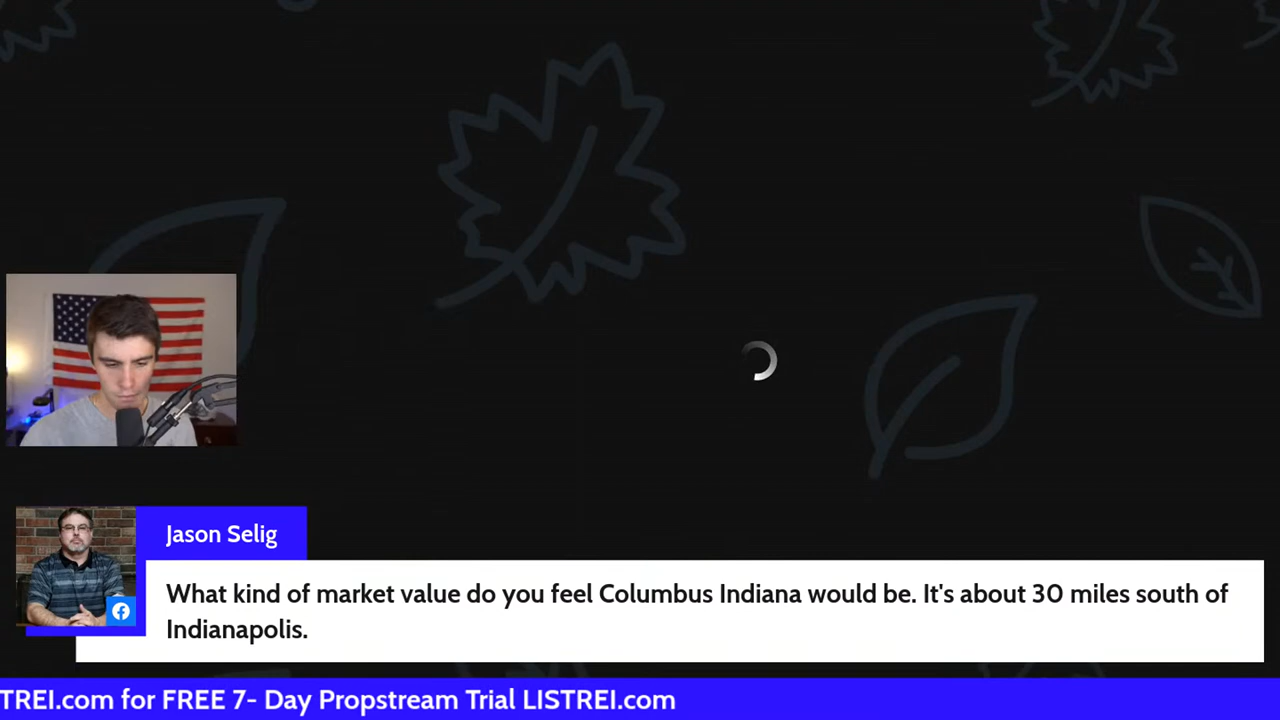 Jason Selig
What kind of market value do you feel Columbus Indiana would be. It's about 30 miles south of
Indianapolis.
TREI.com for FREE 7- Day Propstream Trial LISTREI.com